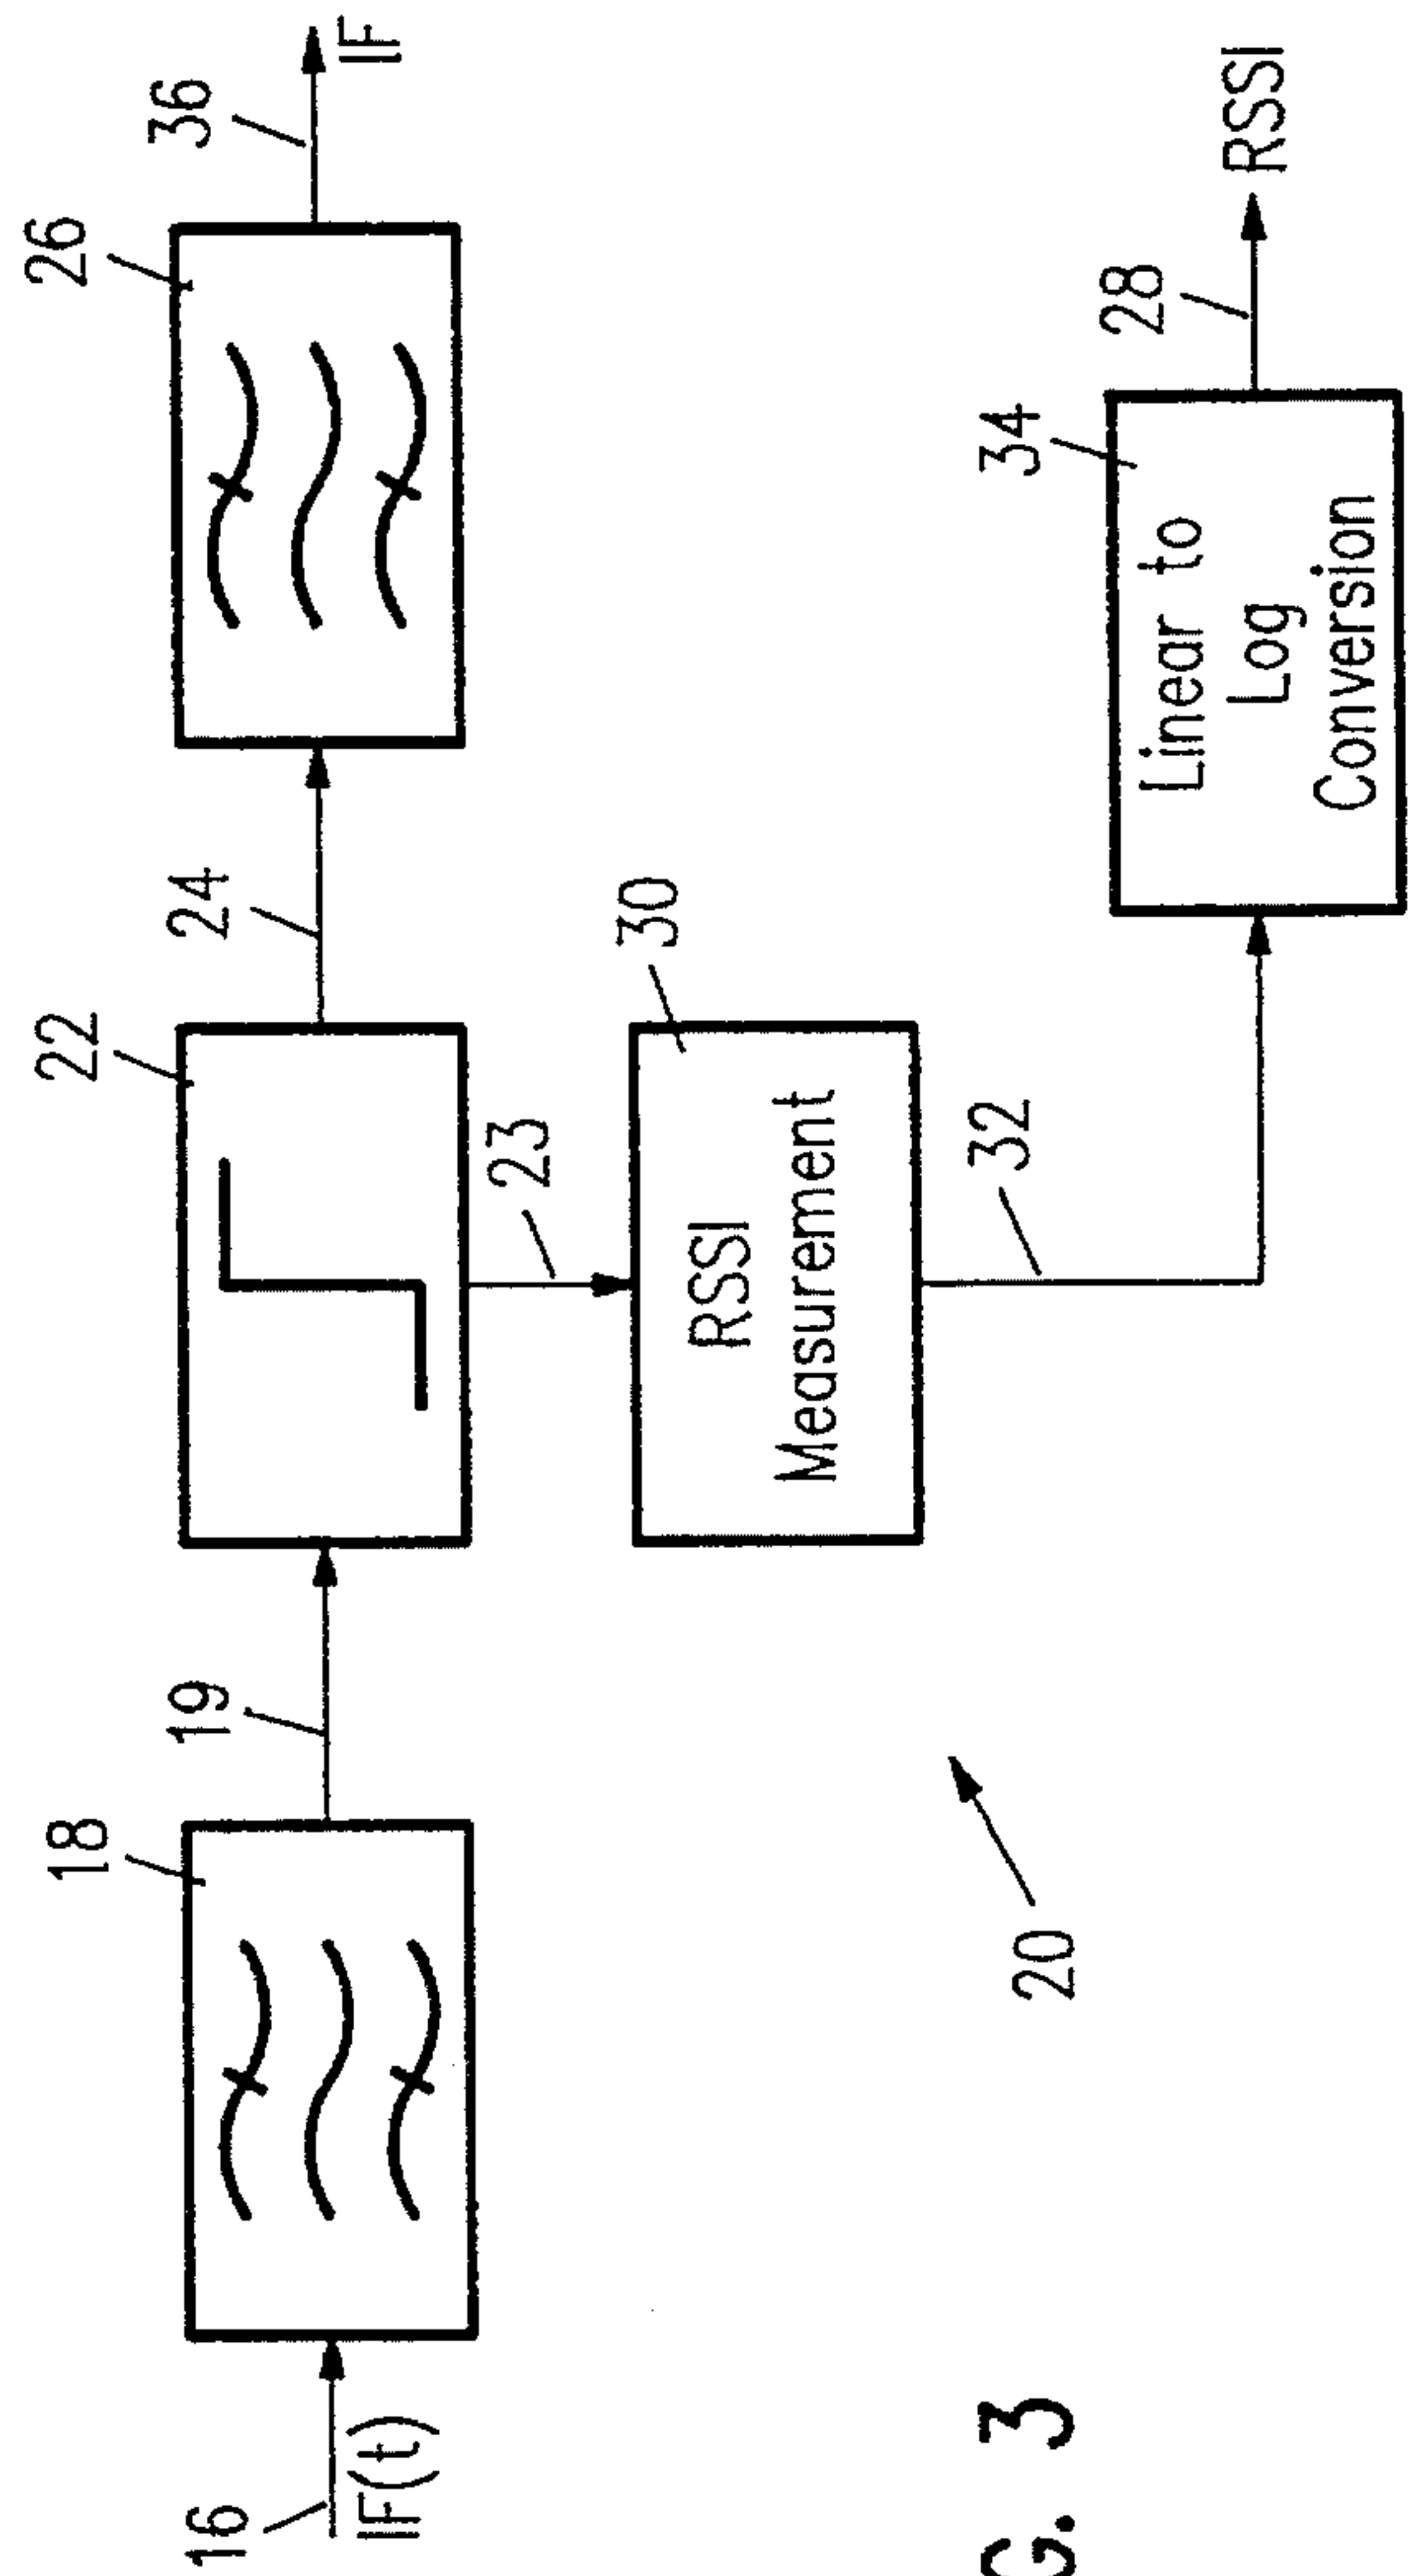 18
22
26
16
IF(t)
19
24
36
IF
23
RSSI
Measurement
30
32
34
Linear to
Log
Conversion
28
RSSI
20
G. 3